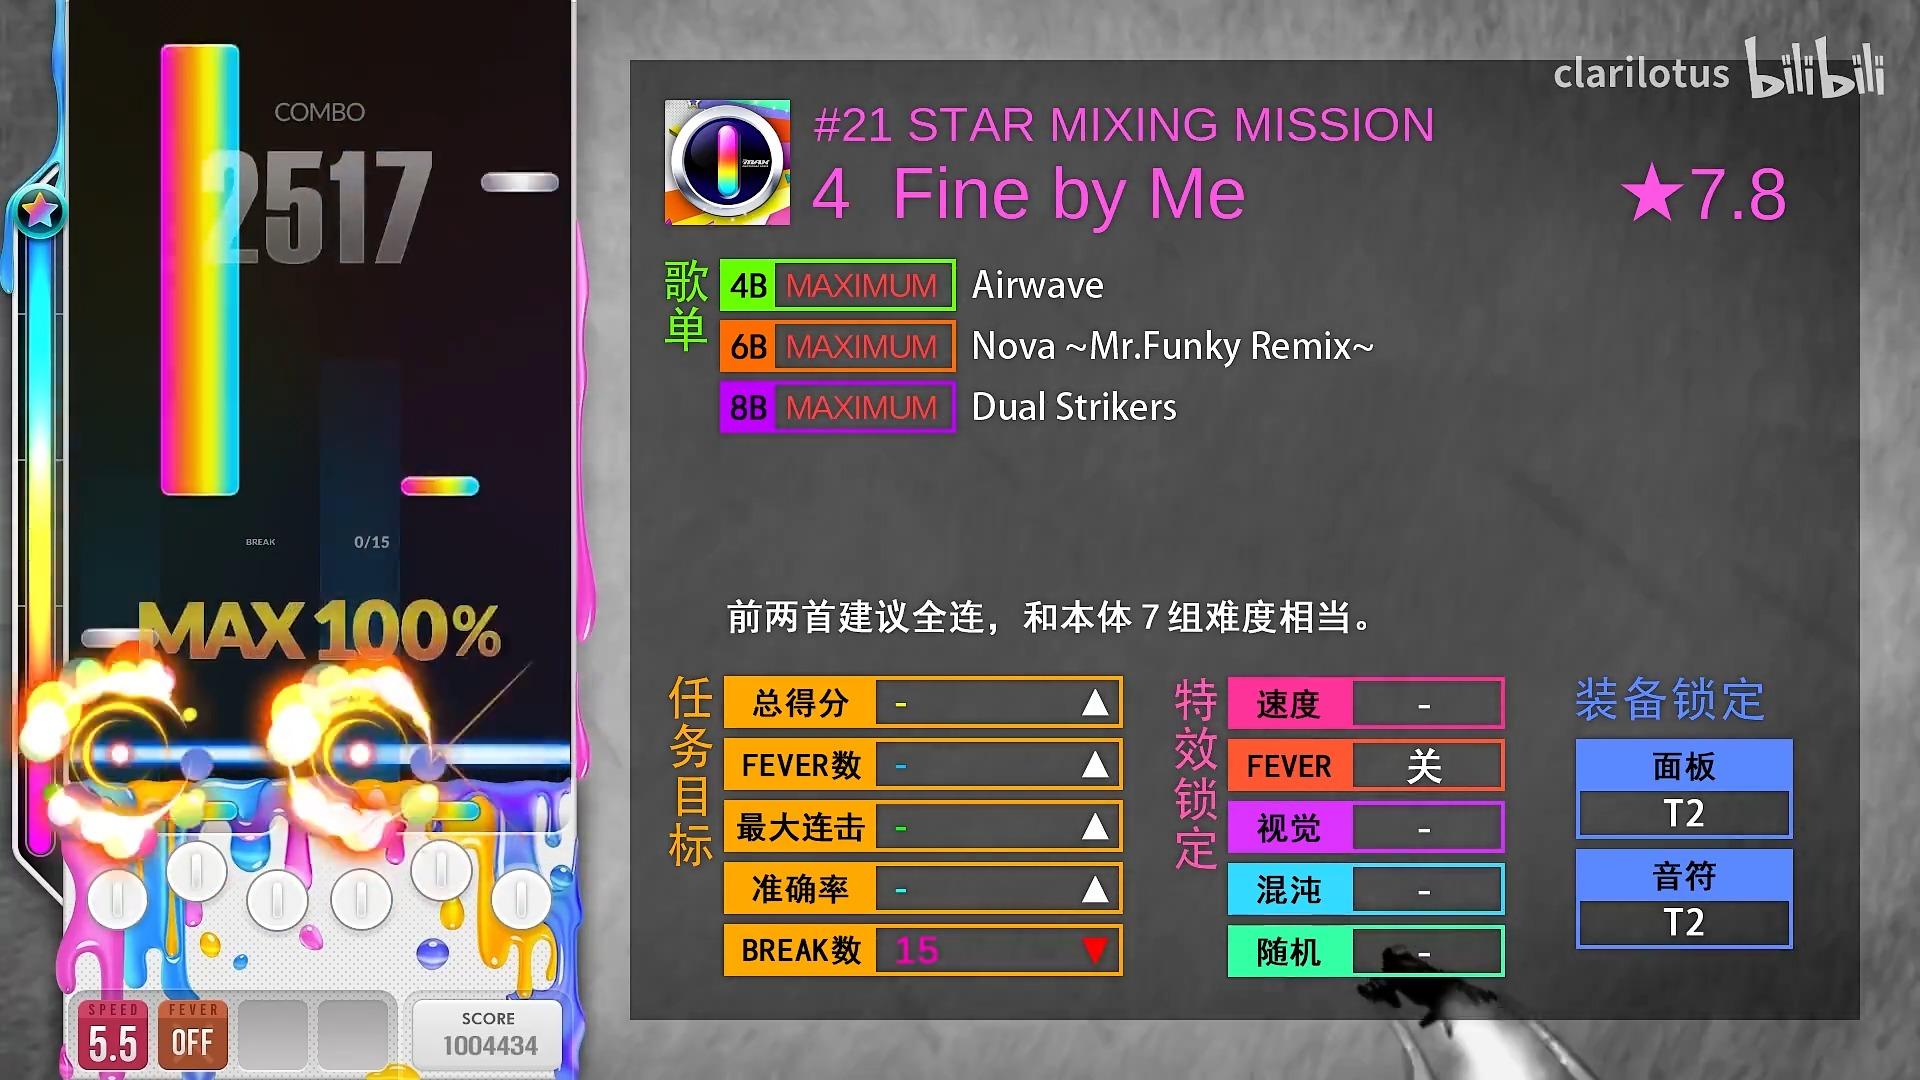 clarilotus bilibili
COMBO
2517
BREAK 0/15
MAX 100%
SPEED
5.5
FEVER
OFF
SCORE
1004434
#21 STAR MIXING MISSION
4 Fine by Me
★7.8
歌单
4B MAXIMUM Airwave
6B MAXIMUM Nova ~Mr.Funky Remix~
8B MAXIMUM Dual Strikers
前两首建议全连，和本体7组难度相当。
任务目标
总得分 - ▲
FEVER数 - ▲
最大连击 - ▲
准确率 - ▲
BREAK数 15 ▼
特效锁定
速度 -
FEVER 关
视觉 -
混沌 -
随机 -
装备锁定
面板
T2
音符
T2